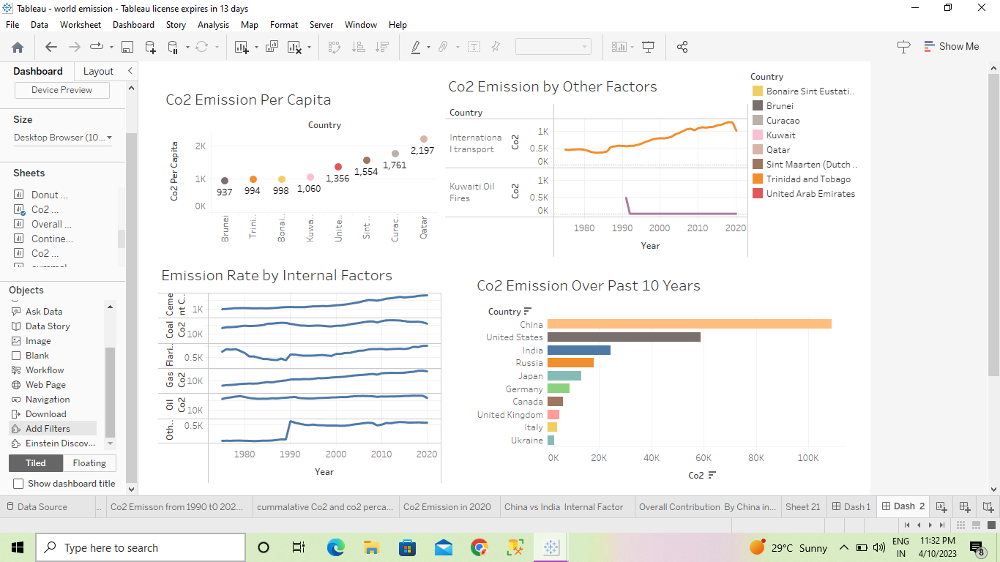 Tableau - world emission - Tableau license expires in 13 days
File Data Worksheet Dashboard Story Analysis Map Format Server Window Help
Show Me
Dashboard Layout
Device Preview
Size
Desktop Browser (10...
Sheets
Donut ...
Co2 ...
Overall ...
Contine...
Co2 ...
Objects
Ask Data
Data Story
Image
Blank
Workflow
Web Page
Navigation
Download
Add Filters
Einstein Discov...
Tiled Floating
Show dashboard title
Co2 Emission Per Capita
Country
Co2 Per Capita
2K
1K
0K
937 994 998 1,060 1,356 1,554 1,761 2,197
Brunei Trini.. Bonai.. Kuwa.. Unite.. Sint .. Curac.. Qatar
Co2 Emission by Other Factors
Country
Internationa
l transport
Co2
1K
0.5K
0K
Kuwaiti Oil
Fires
Co2
1K
0.5K
0K
1980 1990 2000 2010 2020
Year
Country
Bonaire Sint Eustati..
Brunei
Curacao
Kuwait
Qatar
Sint Maarten (Dutch ..
Trinidad and Tobago
United Arab Emirates
Emission Rate by Internal Factors
Ceme
nt C..
1K
Coal
Co2
10K
Flari..
0.5K
Gas
Co2
10K
Oil
Co2
10K
Oth..
0.5K
1980 1990 2000 2010 2020
Year
Co2 Emission Over Past 10 Years
Country
China
United States
India
Russia
Japan
Germany
Canada
United Kingdom
Italy
Ukraine
0K 20K 40K 60K 80K 100K
Co2
Data Source .. Co2 Emisson from 1990 t0 202... cummalative Co2 and co2 perca... Co2 Emission in 2020 China vs India Internal Factor Overall Contribution By China in... Sheet 21 Dash 1 Dash 2
Type here to search
29°C Sunny
ENG
IN
11:32 PM
4/10/2023
8